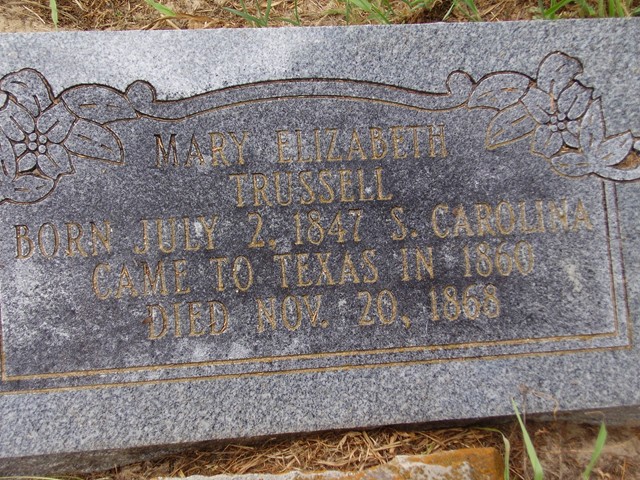 MARY ELIZABETH
TRUSSELL
BORN JULY 2, 1847 S. CAROLINA
CAME TO TEXAS IN 1860
DIED NOV. 20, 1868